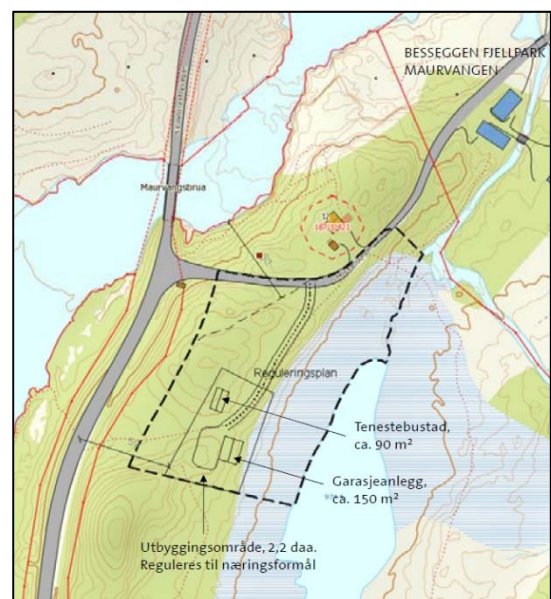 BESSEGGEN FJELLPARK
MAURVANGEN
Maurvangsbrua
Reguleringsplan
Tenestebustad,
ca. 90 m²
Garasjeanlegg,
ca. 150 m²
Utbyggingsområde, 2,2 daa.
Reguleres til næringsformål